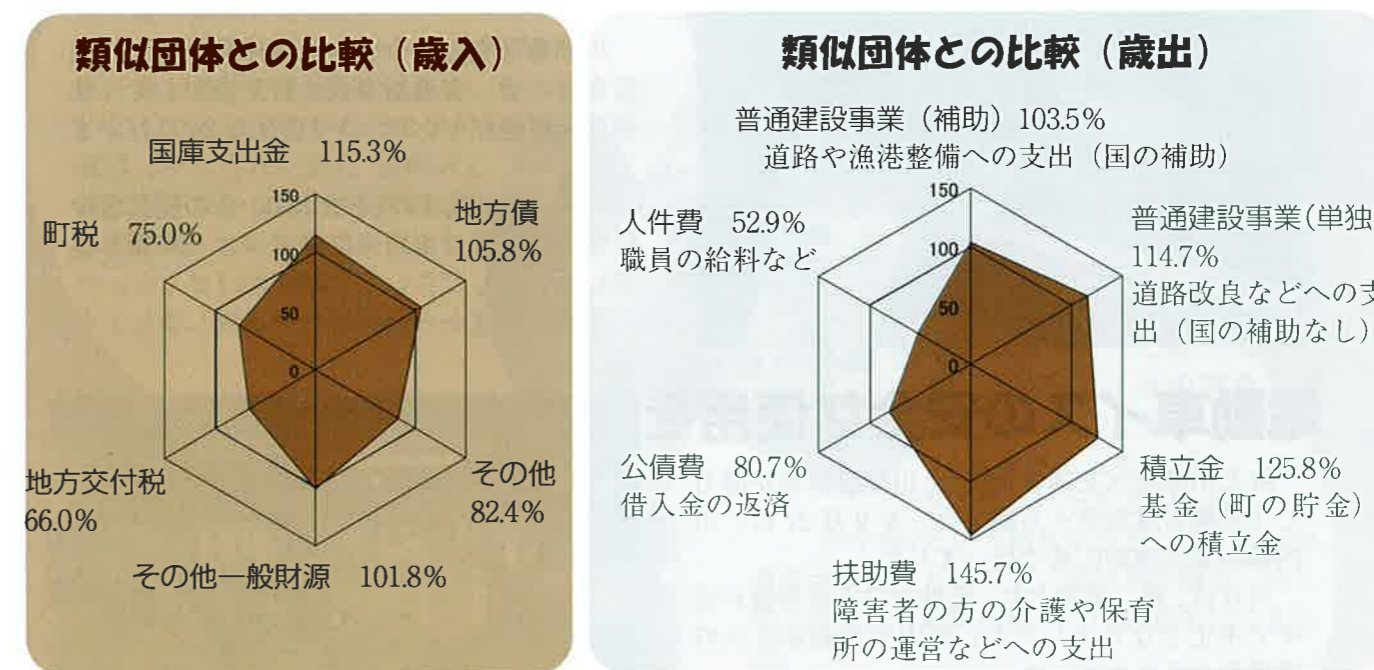 類似団体との比較（歳入）
国庫支出金 115.3%
地方債
105.8%
町税 75.0%
150
100
50
0
その他
82.4%
地方交付税
66.0%
その他一般財源 101.8%
類似団体との比較（歳出）
普通建設事業（補助）103.5%
道路や漁港整備への支出（国の補助）
人件費 52.9%
職員の給料など
150
100
50
0
普通建設事業（単独
114.7%
道路改良などへの支
出（国の補助なし）
公債費 80.7%
借入金の返済
積立金 125.8%
基金（町の貯金）
への積立金
扶助費 145.7%
障害者の方の介護や保育
所の運営などへの支出